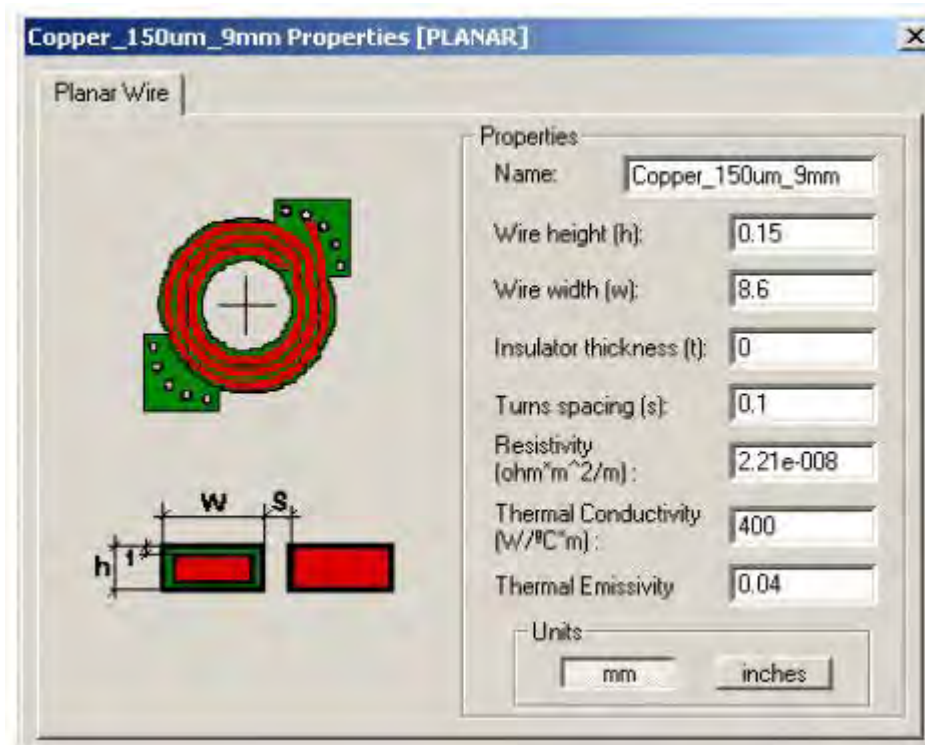 Copper_150um_9mm Properties [PLANAR]
Planar Wire
Properties
Name: Copper_150um_9mm
Wire height (h): 0.15
Wire width (w): 8.6
Insulator thickness (t): 0
Turns spacing (s): 0.1
Resistivity
(ohm*m^2/m) : 2.21e-008
Thermal Conductivity
(W/ºC*m) : 400
Thermal Emissivity 0.04
Units
mm inches
W S
h t